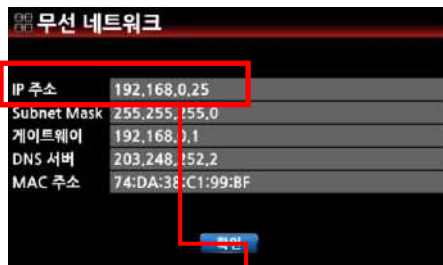 무선 네트워크
IP 주소 192,168,0,25
Subnet Mask 255,255,255,0
게이트웨이 192,168,0,1
DNS 서버 203,248,252,2
MAC 주소 74:DA:38:C1:99:BF
확인